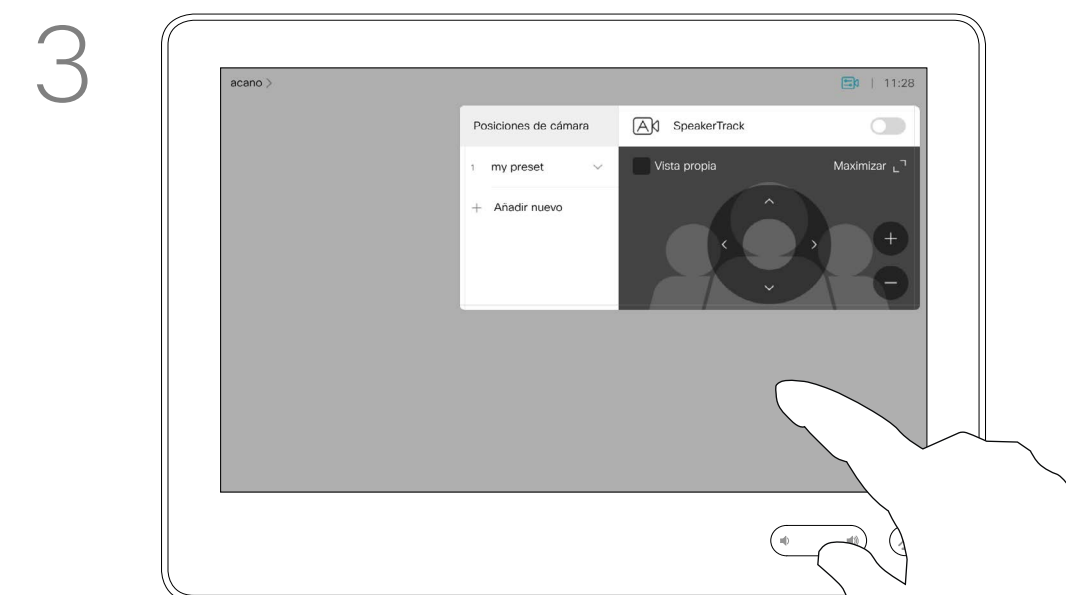 3
acano >
11:28
Posiciones de cámara
SpeakerTrack
1 my preset
Vista propia
Maximizar
+ Añadir nuevo